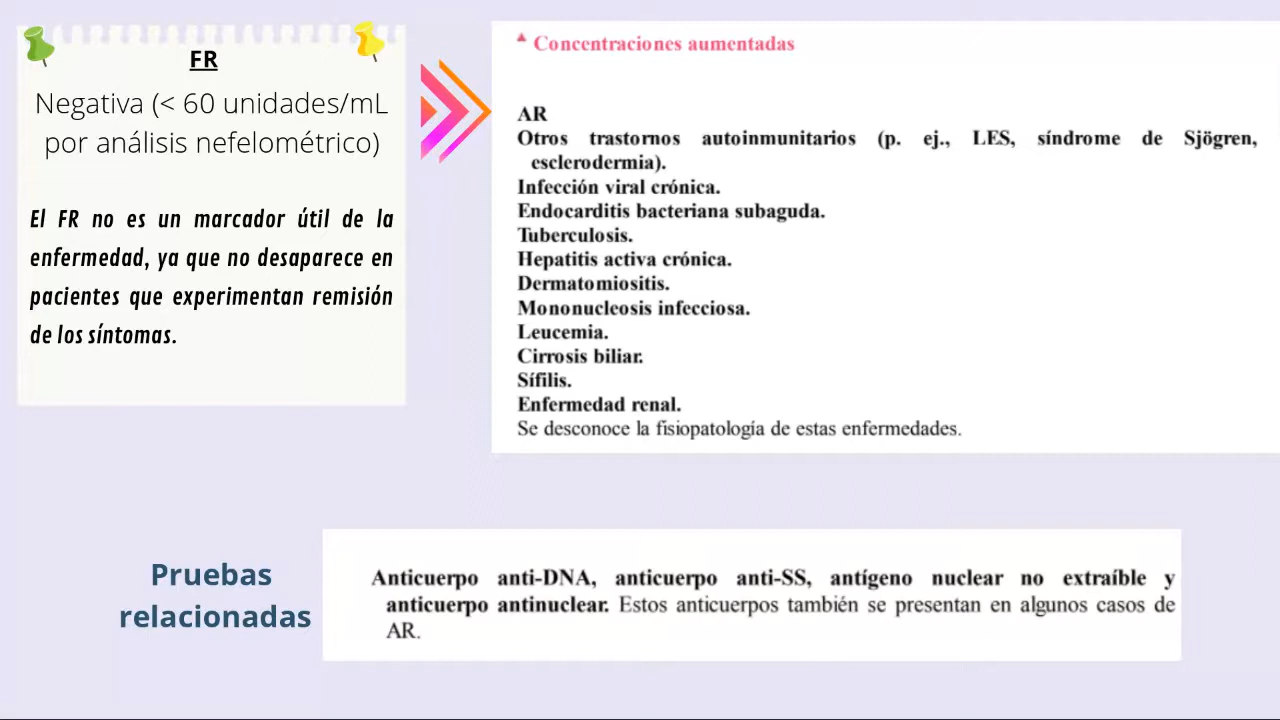 FR
Negativa (< 60 unidades/mL
por análisis nefelométrico)
El FR no es un marcador útil de la
enfermedad, ya que no desaparece en
pacientes que experimentan remisión
de los síntomas.
▲ Concentraciones aumentadas
AR
Otros trastornos autoinmunitarios (p. ej., LES, síndrome de Sjögren,
esclerodermia).
Infección viral crónica.
Endocarditis bacteriana subaguda.
Tuberculosis.
Hepatitis activa crónica.
Dermatomiositis.
Mononucleosis infecciosa.
Leucemia.
Cirrosis biliar.
Sífilis.
Enfermedad renal.
Se desconoce la fisiopatología de estas enfermedades.
Pruebas
relacionadas
Anticuerpo anti-DNA, anticuerpo anti-SS, antígeno nuclear no extraíble y
anticuerpo antinuclear. Estos anticuerpos también se presentan en algunos casos de
AR.